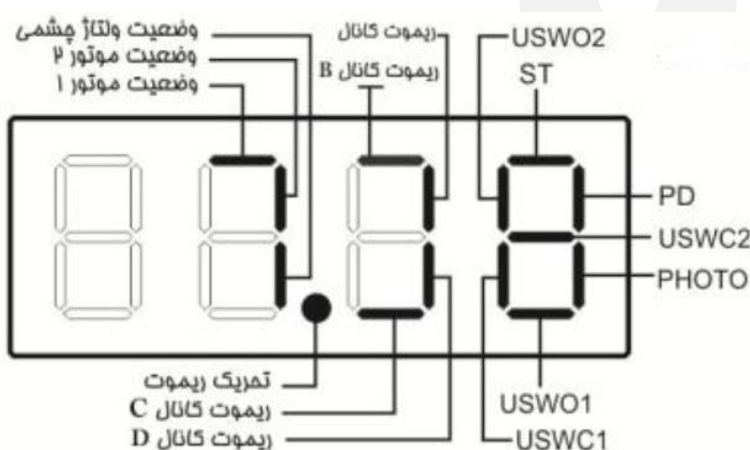 وضعیت ولتاژ چشمی
وضعیت موتور ۲
وضعیت موتور ۱
ریموت کانال
ریموت کانال B
USWO2
ST
PD
USWC2
PHOTO
تحریک ریموت
ریموت کانال C
ریموت کانال D
USWO1
USWC1